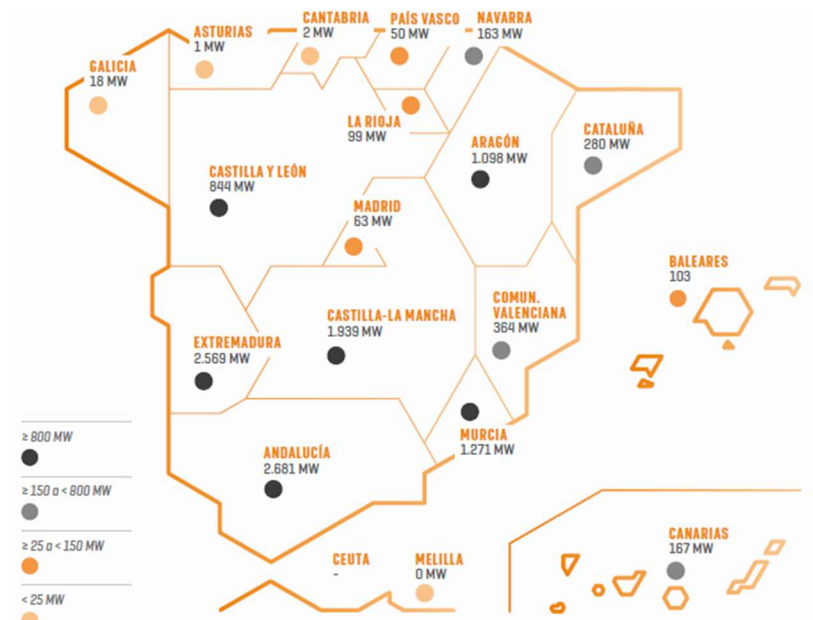 CANTABRIA
2 MW
PAÍS VASCO
50 MW
NAVARRA
163 MW
ASTURIAS
1 MW
GALICIA
18 MW
LA RIOJA
99 MW
ARAGÓN
1.098 MW
CATALUÑA
280 MW
CASTILLA Y LEÓN
844 MW
MADRID
63 MW
BALEARES
103
COMUN.
VALENCIANA
364 MW
CASTILLA-LA MANCHA
1.939 MW
EXTREMADURA
2.569 MW
MURCIA
1.271 MW
ANDALUCÍA
2.681 MW
≥ 800 MW
≥ 150 a < 800 MW
≥ 25 a < 150 MW
< 25 MW
CEUTA
-
MELILLA
0 MW
CANARIAS
167 MW